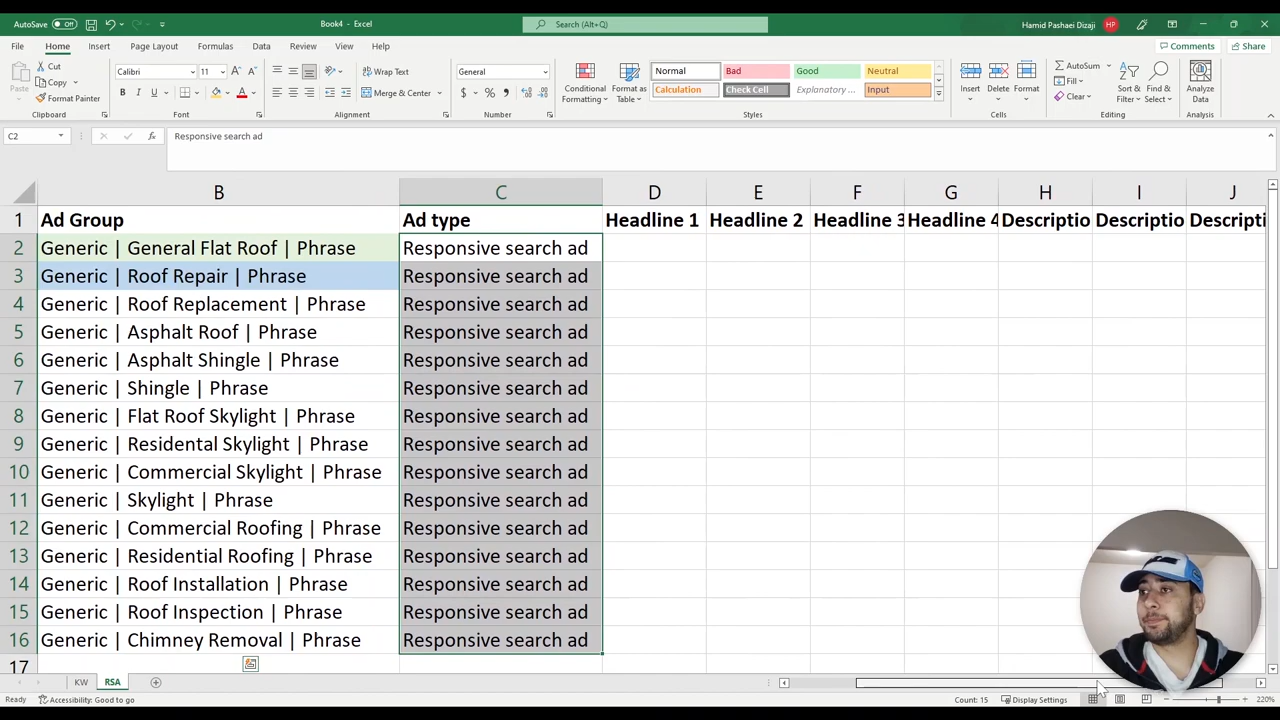 AutoSave Off Book4 - Excel Search (Alt+Q) Hamid Pashaei Dizaji HP
File Home Insert Page Layout Formulas Data Review View Help Comments Share
Paste Cut Copy Format Painter
Clipboard
Calibri 11 B I U A A
Font
Wrap Text Merge & Center
Alignment
General $ % ,
Number
Conditional Formatting Format as Table
Normal Bad Good Neutral
Calculation Check Cell Explanatory ... Input
Styles
Insert Delete Format
Cells
AutoSum Fill Clear Sort & Filter Find & Select
Editing
Analyze Data
Analysis
C2 fx Responsive search ad
B C D E F G H I J
1 Ad Group Ad type Headline 1 Headline 2 Headline 3 Headline 4 Descriptio Descriptio Descripti
2 Generic | General Flat Roof | Phrase Responsive search ad
3 Generic | Roof Repair | Phrase Responsive search ad
4 Generic | Roof Replacement | Phrase Responsive search ad
5 Generic | Asphalt Roof | Phrase Responsive search ad
6 Generic | Asphalt Shingle | Phrase Responsive search ad
7 Generic | Shingle | Phrase Responsive search ad
8 Generic | Flat Roof Skylight | Phrase Responsive search ad
9 Generic | Residental Skylight | Phrase Responsive search ad
10 Generic | Commercial Skylight | Phrase Responsive search ad
11 Generic | Skylight | Phrase Responsive search ad
12 Generic | Commercial Roofing | Phrase Responsive search ad
13 Generic | Residential Roofing | Phrase Responsive search ad
14 Generic | Roof Installation | Phrase Responsive search ad
15 Generic | Roof Inspection | Phrase Responsive search ad
16 Generic | Chimney Removal | Phrase Responsive search ad
17
KW RSA
Ready Accessibility: Good to go Count: 15 Display Settings 220%